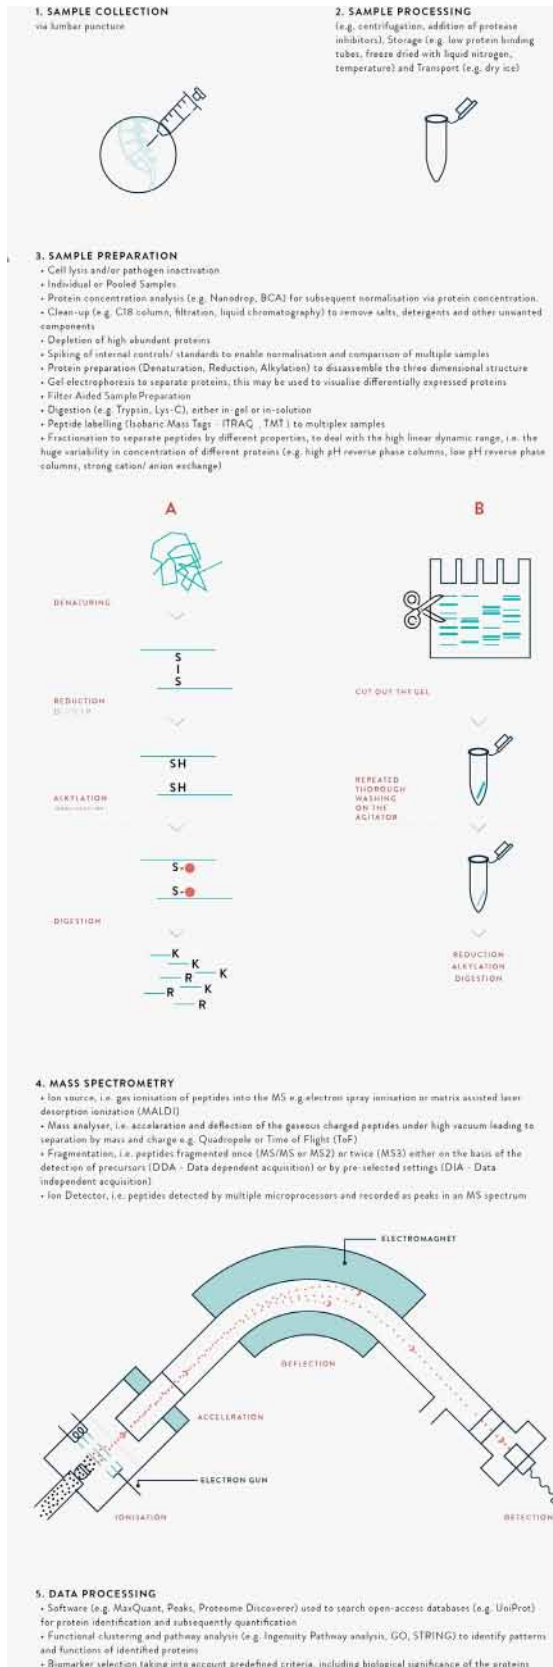 1. SAMPLE COLLECTION
via lumbar puncture
2. SAMPLE PROCESSING
(e.g. centrifugation, addition of protease
inhibitors), Storage (e.g. low protein binding
tubes, freeze dried with liquid nitrogen,
temperature) and Transport (e.g. dry ice)
3. SAMPLE PREPARATION
• Cell lysis and/or pathogen inactivation
• Individual or Pooled Samples
• Protein concentration analysis (e.g. Nanodrop, BCA) for subsequent normalisation via protein concentration.
• Clean-up (e.g. C18 column, filtration, liquid chromatography) to remove salts, detergents and other unwanted
components
• Depletion of high abundant proteins
• Spiking of internal controls/ standards to enable normalisation and comparison of multiple samples
• Protein preparation (Denaturation, Reduction, Alkylation) to dissassemble the three dimensional structure
• Gel electrophoresis to separate proteins, this may be used to visualise differentially expressed proteins
• Filter Aided Sample Preparation
• Digestion (e.g. Trypsin, Lys-C), either in-gel or in-solution
• Peptide labelling (Isobaric Mass Tags - ITRAQ , TMT ) to multiplex samples
• Fractionation to separate peptides by different properties, to deal with the high linear dynamic range, i.e. the
huge variability in concentration of different proteins (e.g. high pH reverse phase columns, low pH reverse phase
columns, strong cation/ anion exchange)
A
DENATURING
S
I
S
REDUCTION
SH
SH
ALKYLATION
S-
S-
DIGESTION
K
K
K
R
K
R
R
B
CUT OUT THE GEL
REPEATED
THOROUGH
WASHING
ON THE
AGITATOR
REDUCTION
ALKYLATION
DIGESTION
4. MASS SPECTROMETRY
• Ion source, i.e. gas ionisation of peptides into the MS e.g.electron spray ionisation or matrix assisted laser
desorption ionization (MALDI)
• Mass analyser, i.e. accelaration and deflection of the gaseous charged peptides under high vacuum leading to
separation by mass and charge e.g. Quadropole or Time of Flight (ToF)
• Fragmentation, i.e. peptides fragmented once (MS/MS or MS2) or twice (MS3) either on the basis of the
detection of precursors (DDA - Data dependent acquisition) or by pre-selected settings (DIA - Data
independent acquisition)
• Ion Detector, i.e. peptides detected by multiple microprocessors and recorded as peaks in an MS spectrum
ELECTROMAGNET
DEFLECTION
ACCELERATION
ELECTRON GUN
IONISATION
DETECTION
5. DATA PROCESSING
• Software (e.g. MaxQuant, Peaks, Proteome Discoverer) used to search open-access databases (e.g. UniProt)
for protein identification and subsequently quantification
• Functional clustering and pathway analysis (e.g. Ingenuity Pathway analysis, GO, STRING) to identify patterns
and functions of identified proteins
• Biomarker selection taking into account predefined criteria, including biological significance of the proteins